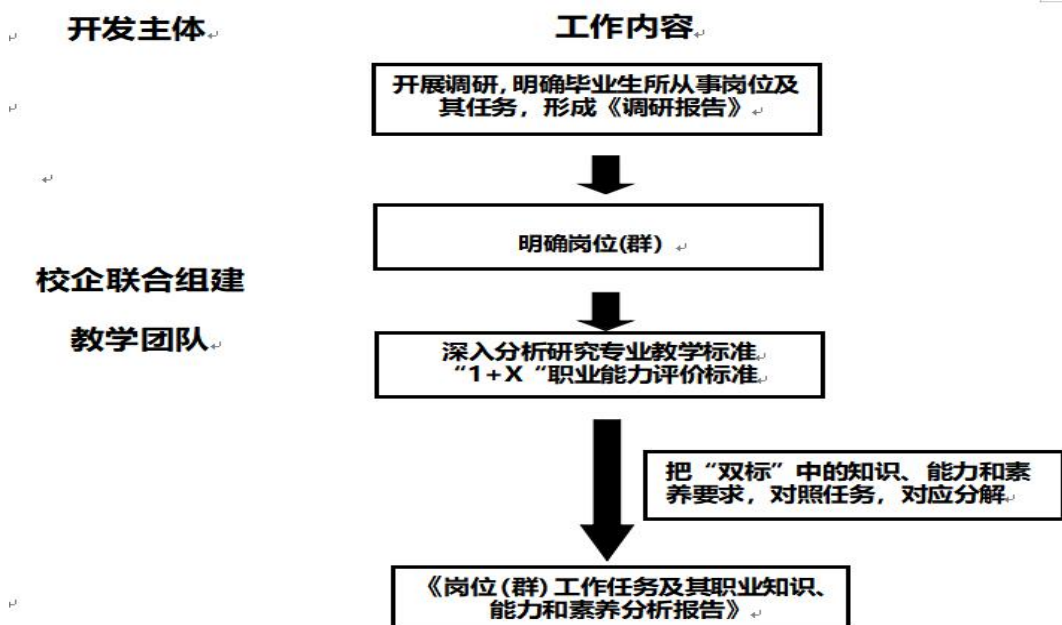 开发主体
工作内容
开展调研,明确毕业生所从事岗位及
其任务，形成《调研报告》
明确岗位(群)
校企联合组建
教学团队
深入分析研究专业教学标准
“1+X“职业能力评价标准
把“双标”中的知识、能力和素
养要求，对照任务，对应分解
《岗位(群)工作任务及其职业知识、
能力和素养分析报告》